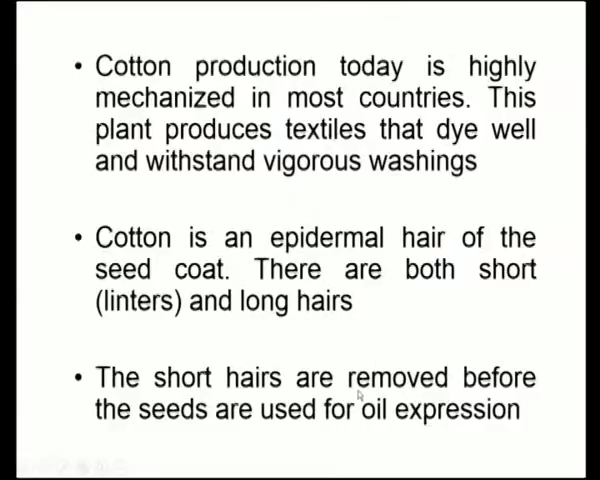 • Cotton production today is highly
mechanized in most countries. This
plant produces textiles that dye well
and withstand vigorous washings
• Cotton is an epidermal hair of the
seed coat. There are both short
(linters) and long hairs
• The short hairs are removed before
the seeds are used for oil expression